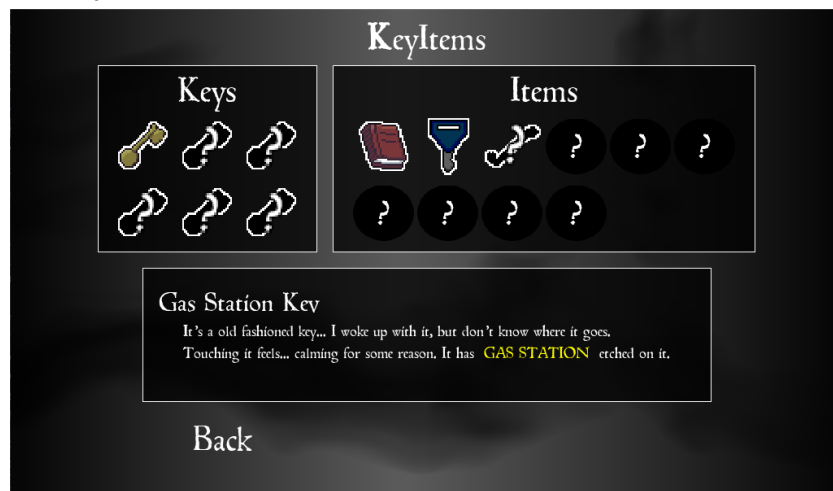 KeyItems
Keys
Items
? ? ?
? ? ? ?
? ? ?
? ? ? ?
Gas Station Key
It's a old fashioned key... I woke up with it, but don't know where it goes.
Touching it feels... calming for some reason. It has GAS STATION etched on it.
Back